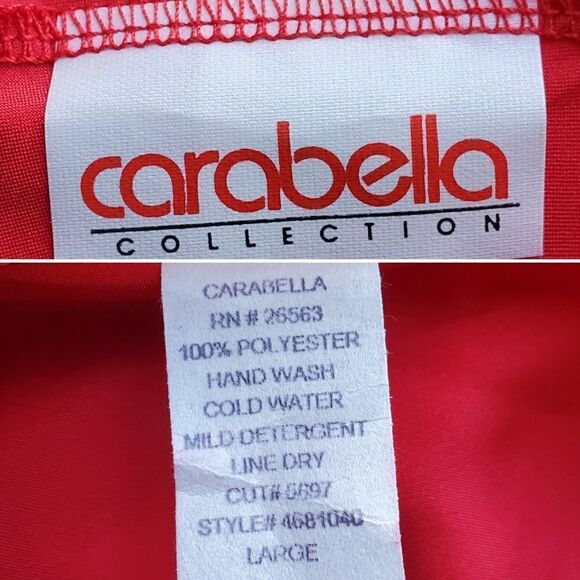 carabella
COLLECTION
CARABELLA
RN # 26563
100% POLYESTER
HAND WASH
COLD WATER
MILD DETERGENT
LINE DRY
CUT# 5697
STYLE# 4681040
LARGE